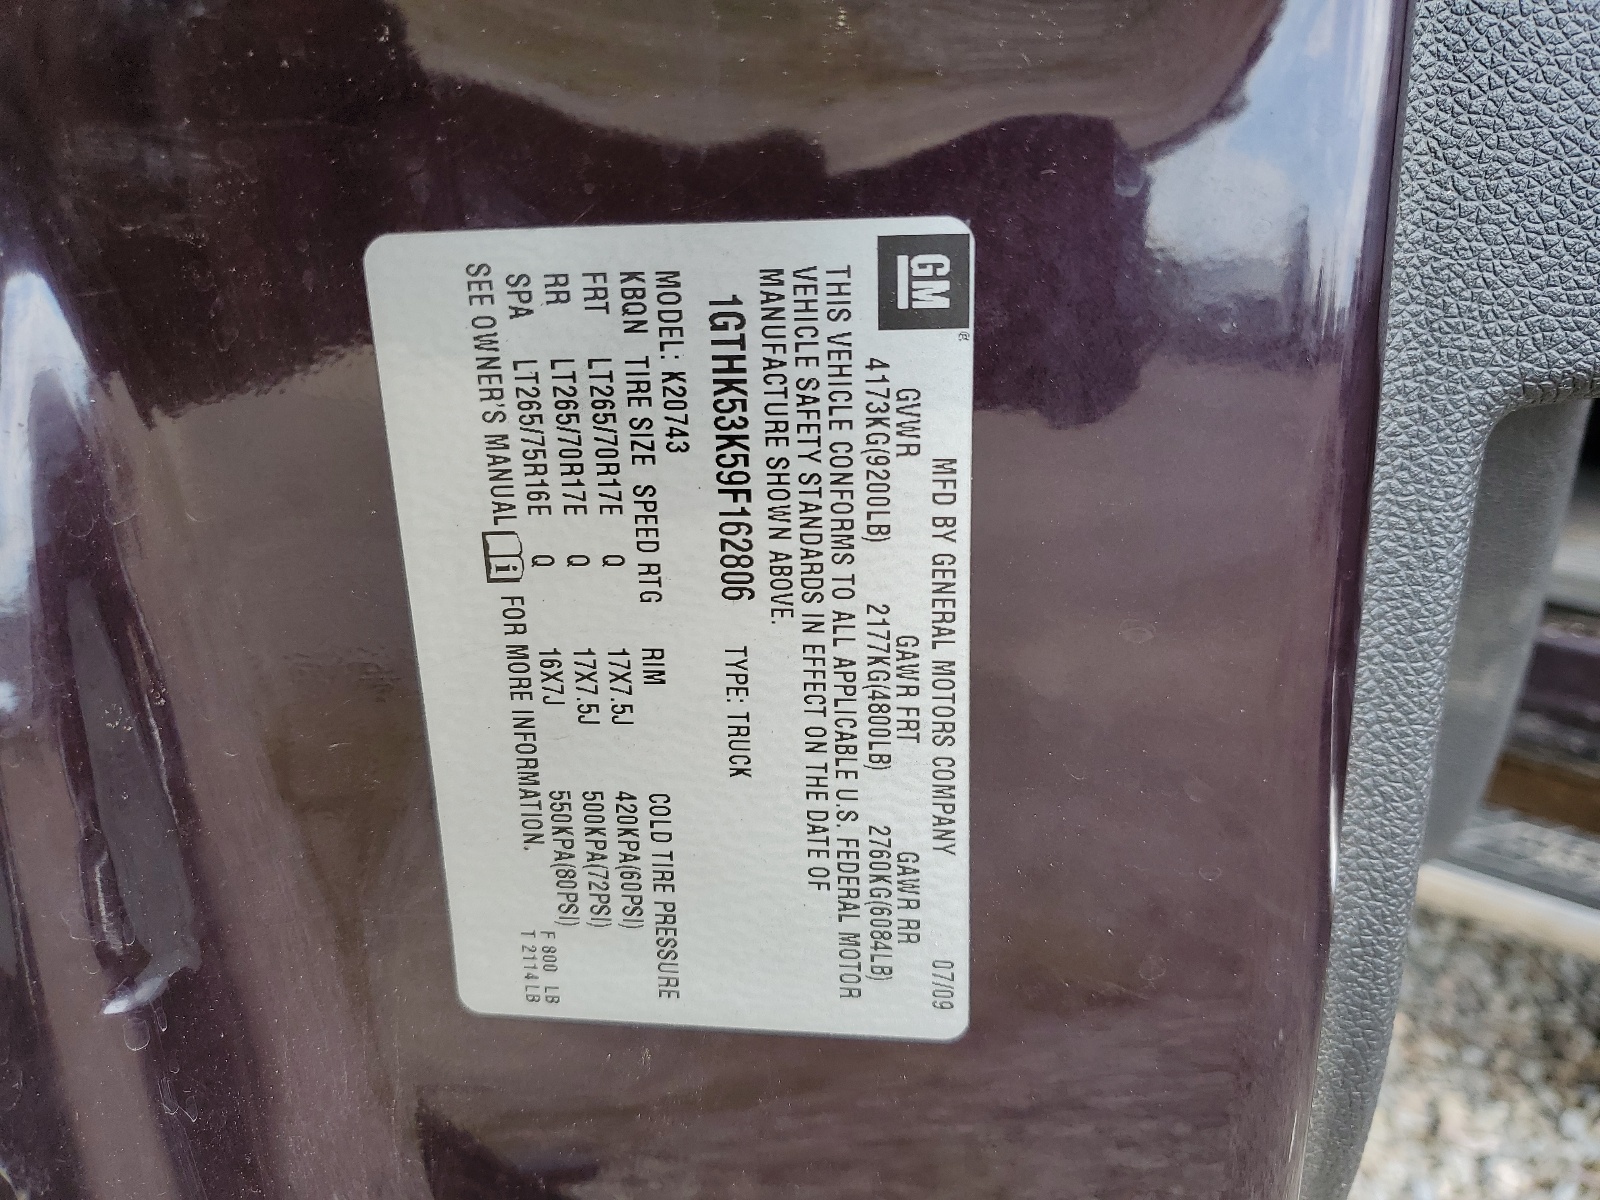 GM
MFD BY GENERAL MOTORS COMPANY 07/09
GVWR GAWR FRT GAWR RR
4173KG(9200LB) 2177KG(4800LB) 2760KG(6084LB)
THIS VEHICLE CONFORMS TO ALL APPLICABLE U.S. FEDERAL MOTOR
VEHICLE SAFETY STANDARDS IN EFFECT ON THE DATE OF
MANUFACTURE SHOWN ABOVE.
1GTHK53K59F162806 TYPE: TRUCK
MODEL: K20743
KBQN TIRE SIZE SPEED RTG RIM COLD TIRE PRESSURE
FRT LT265/70R17E Q 17X7.5J 420KPA(60PSI)
RR LT265/70R17E Q 17X7.5J 500KPA(72PSI)
SPA LT265/75R16E Q 16X7J 550KPA(80PSI)
SEE OWNER'S MANUAL i FOR MORE INFORMATION.
F 800 LB
T 2114LB